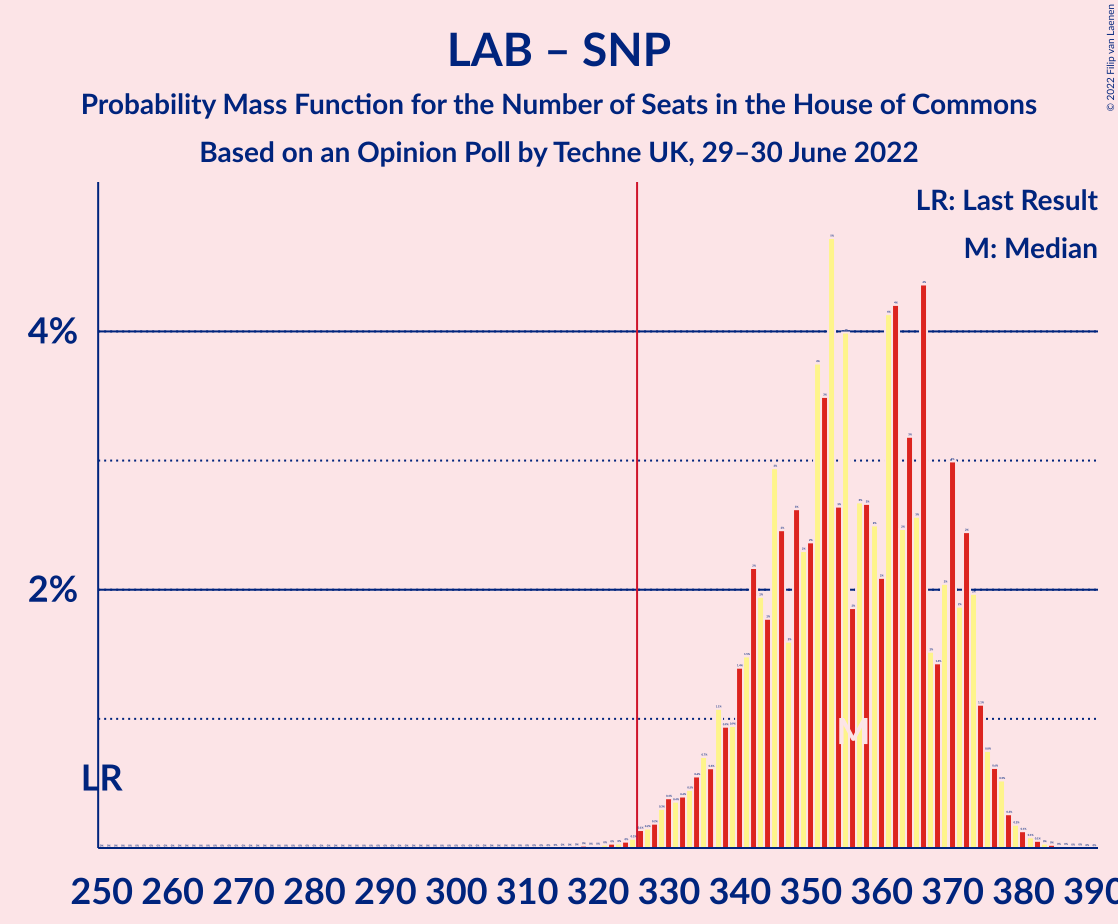 LAB – SNP
Probability Mass Function for the Number of Seats in the House of Commons
Based on an Opinion Poll by Techne UK, 29–30 June 2022
© 2022 Filip van Laenen
LR: Last Result
M: Median
4%
2%
LR
M
250 260 270 280 290 300 310 320 330 340 350 360 370 380 390